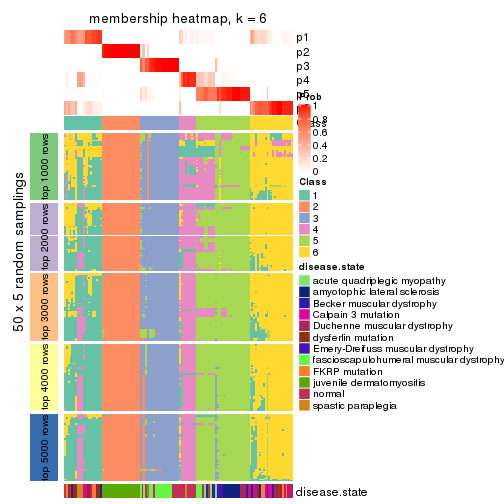 membership heatmap, k = 6
p1
p2
p3
p4
Prob
1
0.8
0.6
0.4
0.2
0
Class
1
2
3
4
5
6
50 x 5 random samplings
top 1000 rows
top 2000 rows
top 3000 rows
top 4000 rows
top 5000 rows
disease.state
acute quadriplegic myopathy
amyotophic lateral sclerosis
Becker muscular dystrophy
Calpain 3 mutation
Duchenne muscular dystrophy
dysferlin mutation
Emery-Dreifuss muscular dystrophy
fascioscapulohumeral muscular dystrophy
FKRP mutation
juvenile dermatomyositis
normal
spastic paraplegia
disease.state